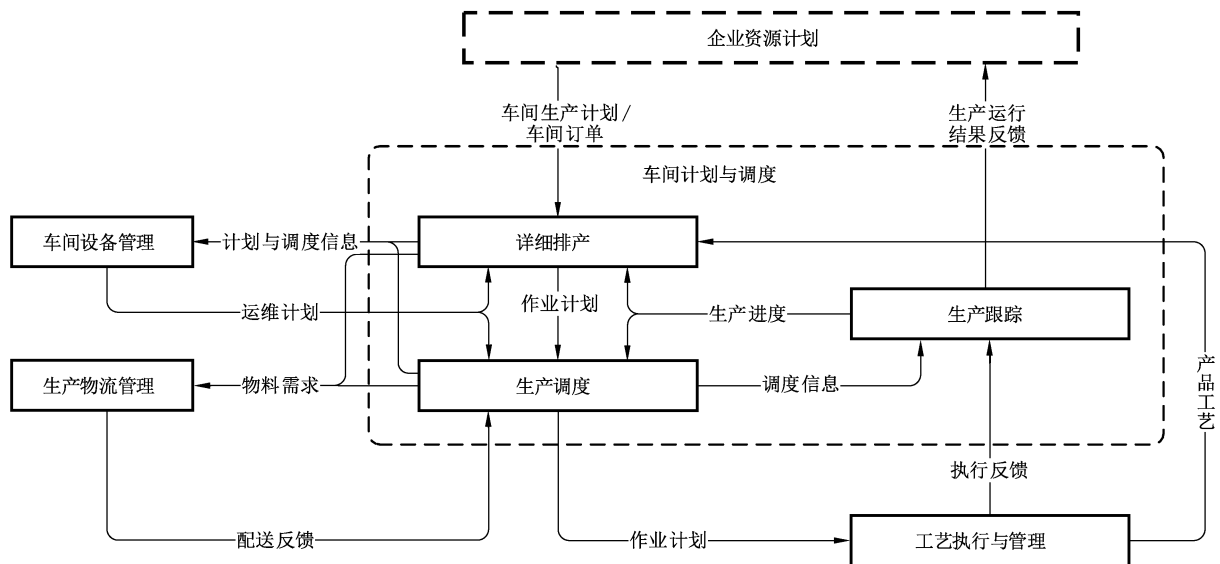 企业资源计划
车间生产计划/
车间订单
生产运行
结果反馈
车间计划与调度
车间设备管理
计划与调度信息
详细排产
运维计划
作业计划
生产进度
生产跟踪
生产物流管理
物料需求
生产调度
调度信息
产品工艺
执行反馈
配送反馈
作业计划
工艺执行与管理